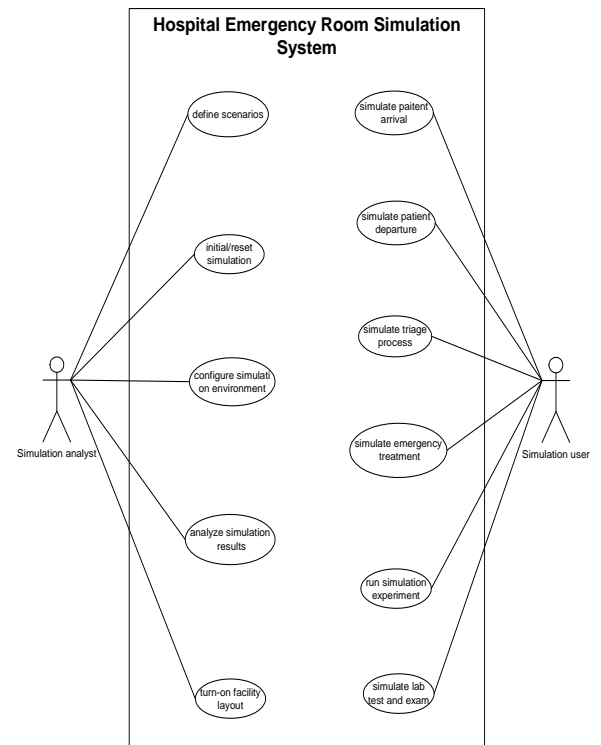 Hospital Emergency Room Simulation
System
define scenarios
simulate paitent
arrival
simulate patient
departure
initial/reset
simulation
simulate triage
process
configure simulati
on environment
Simulation analyst
Simulation user
simulate emergency
treatment
analyze simulation
results
run simulation
experiment
turn-on facility
layout
simulate lab
test and exam